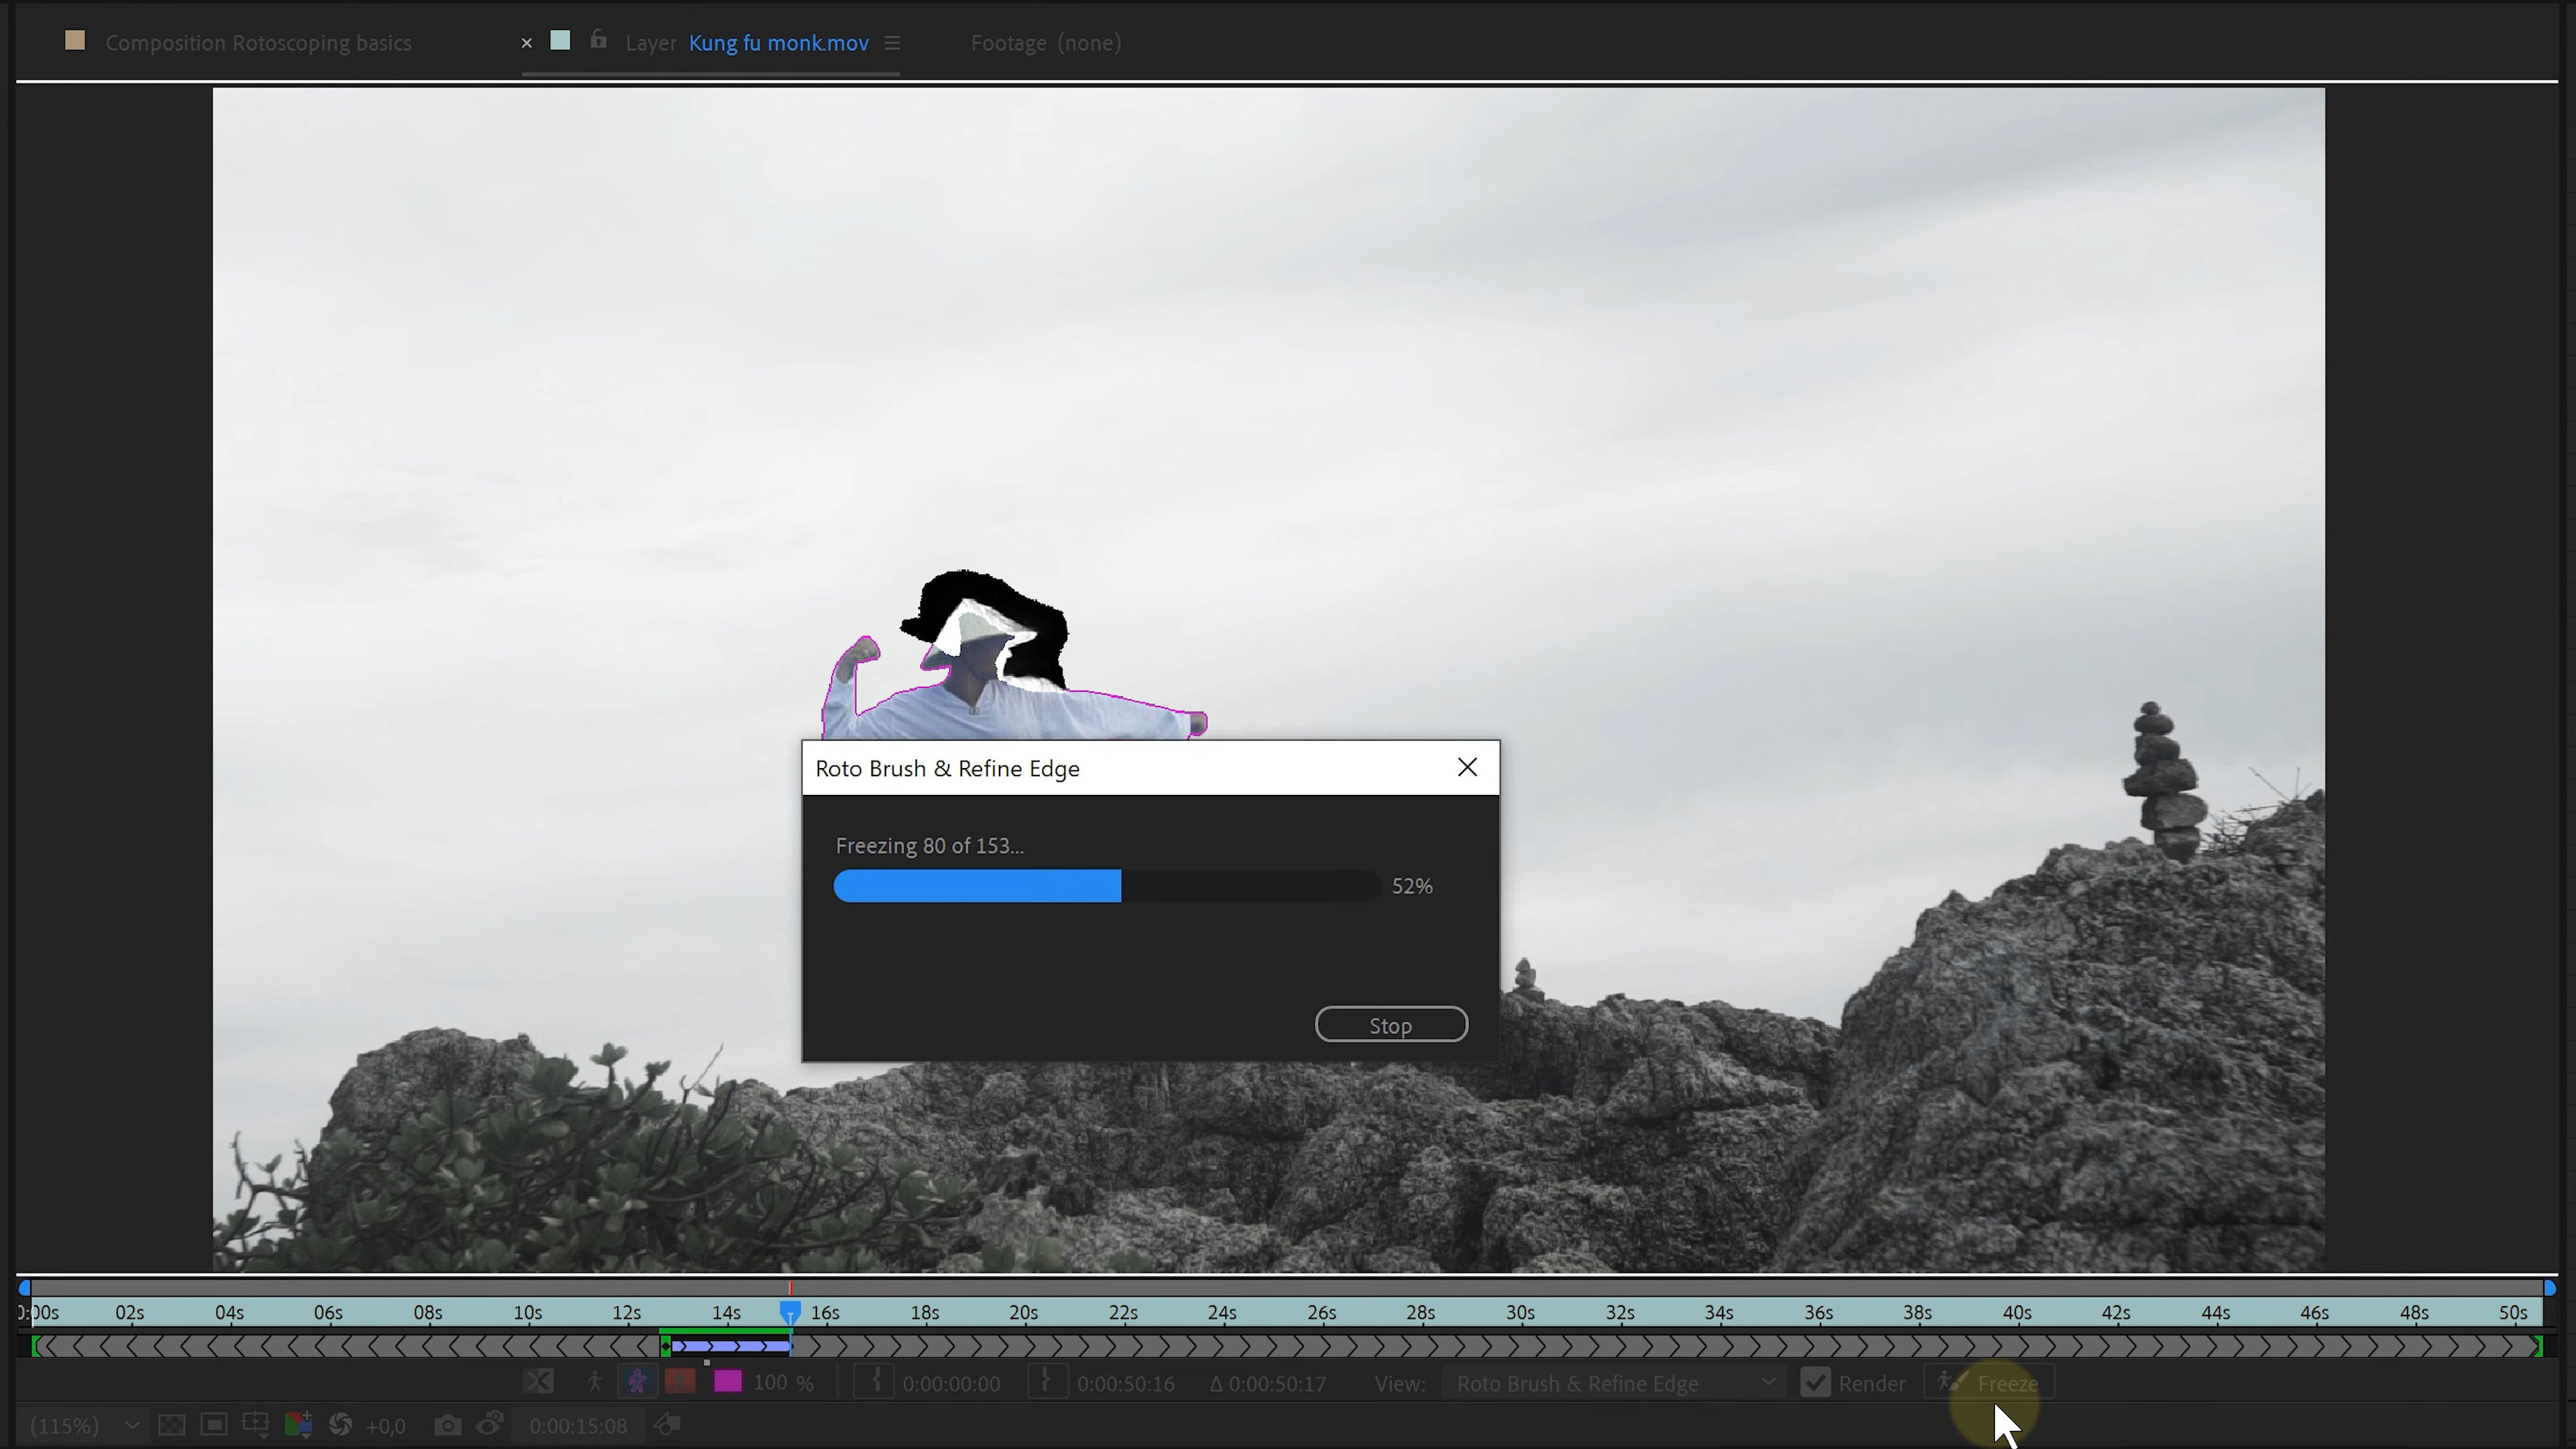 Composition Rotoscoping basics
Layer Kung fu monk.mov
Footage (none)
Roto Brush & Refine Edge
Freezing 80 of 153...
52%
Stop
0:00s 02s 04s 06s 08s 10s 12s 14s 16s 18s 20s 22s 24s 26s 28s 30s 32s 34s 36s 38s 40s 42s 44s 46s 48s 50s
100 % 0:00:00:00 0:00:50:16 Δ 0:00:50:17 View: Roto Brush & Refine Edge Render Freeze
(115%) +0,0 0:00:15:08